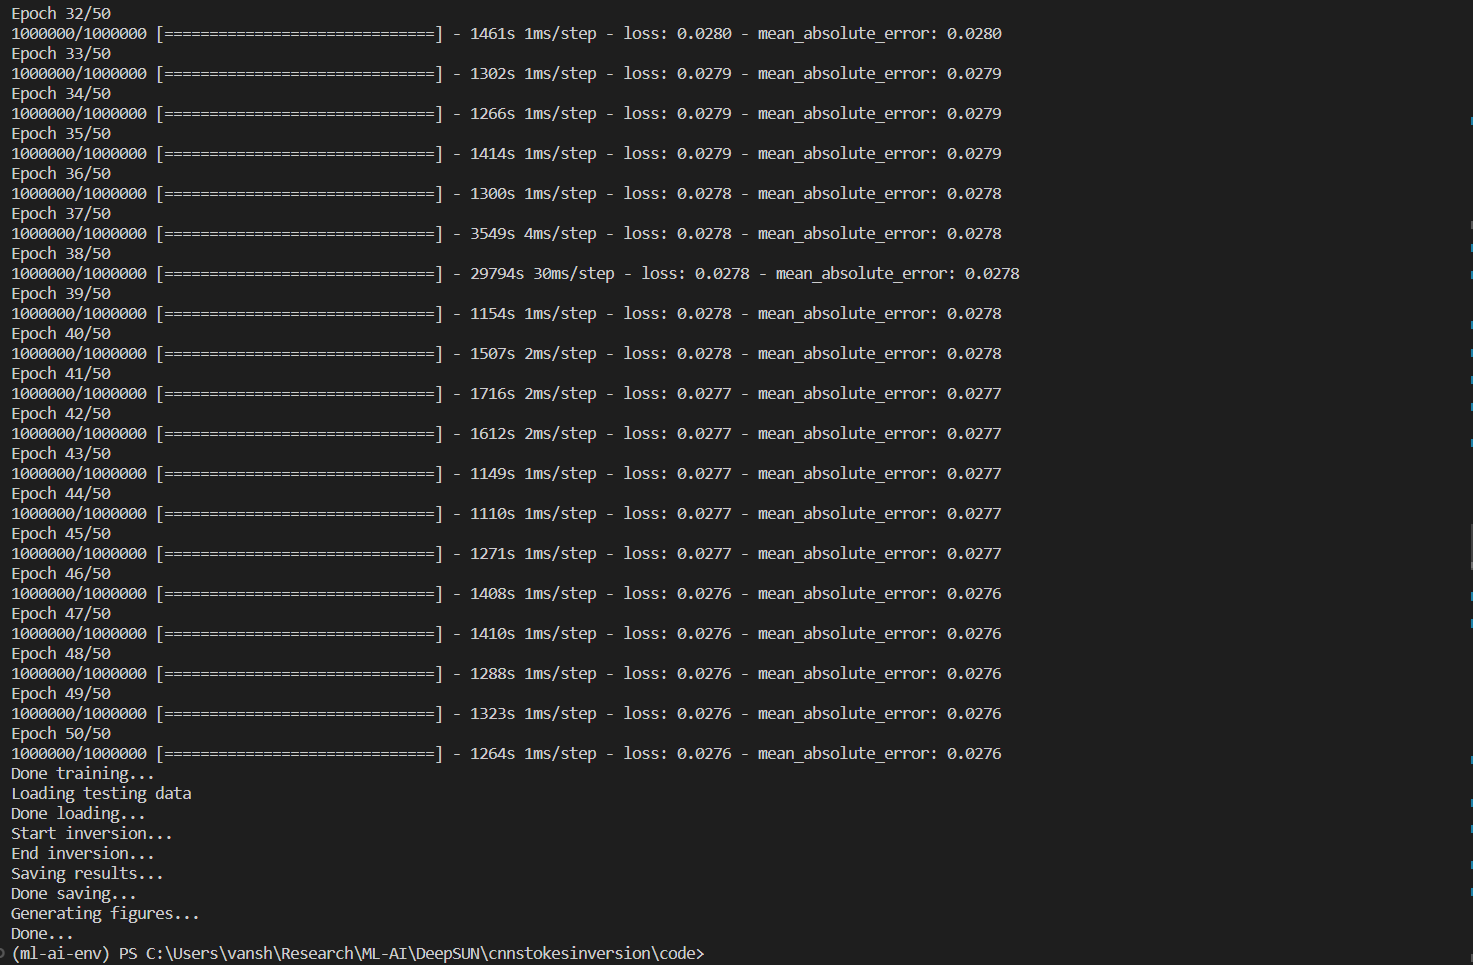 Epoch 32/50
1000000/1000000 [==============================] - 1461s 1ms/step - loss: 0.0280 - mean_absolute_error: 0.0280
Epoch 33/50
1000000/1000000 [==============================] - 1302s 1ms/step - loss: 0.0279 - mean_absolute_error: 0.0279
Epoch 34/50
1000000/1000000 [==============================] - 1266s 1ms/step - loss: 0.0279 - mean_absolute_error: 0.0279
Epoch 35/50
1000000/1000000 [==============================] - 1414s 1ms/step - loss: 0.0279 - mean_absolute_error: 0.0279
Epoch 36/50
1000000/1000000 [==============================] - 1300s 1ms/step - loss: 0.0278 - mean_absolute_error: 0.0278
Epoch 37/50
1000000/1000000 [==============================] - 3549s 4ms/step - loss: 0.0278 - mean_absolute_error: 0.0278
Epoch 38/50
1000000/1000000 [==============================] - 29794s 30ms/step - loss: 0.0278 - mean_absolute_error: 0.0278
Epoch 39/50
1000000/1000000 [==============================] - 1154s 1ms/step - loss: 0.0278 - mean_absolute_error: 0.0278
Epoch 40/50
1000000/1000000 [==============================] - 1507s 2ms/step - loss: 0.0278 - mean_absolute_error: 0.0278
Epoch 41/50
1000000/1000000 [==============================] - 1716s 2ms/step - loss: 0.0277 - mean_absolute_error: 0.0277
Epoch 42/50
1000000/1000000 [==============================] - 1612s 2ms/step - loss: 0.0277 - mean_absolute_error: 0.0277
Epoch 43/50
1000000/1000000 [==============================] - 1149s 1ms/step - loss: 0.0277 - mean_absolute_error: 0.0277
Epoch 44/50
1000000/1000000 [==============================] - 1110s 1ms/step - loss: 0.0277 - mean_absolute_error: 0.0277
Epoch 45/50
1000000/1000000 [==============================] - 1271s 1ms/step - loss: 0.0277 - mean_absolute_error: 0.0277
Epoch 46/50
1000000/1000000 [==============================] - 1408s 1ms/step - loss: 0.0276 - mean_absolute_error: 0.0276
Epoch 47/50
1000000/1000000 [==============================] - 1410s 1ms/step - loss: 0.0276 - mean_absolute_error: 0.0276
Epoch 48/50
1000000/1000000 [==============================] - 1288s 1ms/step - loss: 0.0276 - mean_absolute_error: 0.0276
Epoch 49/50
1000000/1000000 [==============================] - 1323s 1ms/step - loss: 0.0276 - mean_absolute_error: 0.0276
Epoch 50/50
1000000/1000000 [==============================] - 1264s 1ms/step - loss: 0.0276 - mean_absolute_error: 0.0276
Done training...
Loading testing data
Done loading...
Start inversion...
End inversion...
Saving results...
Done saving...
Generating figures...
Done...
(ml-ai-env) PS C:\Users\vansh\Research\ML-AI\DeepSUN\cnnstokesinversion\code>